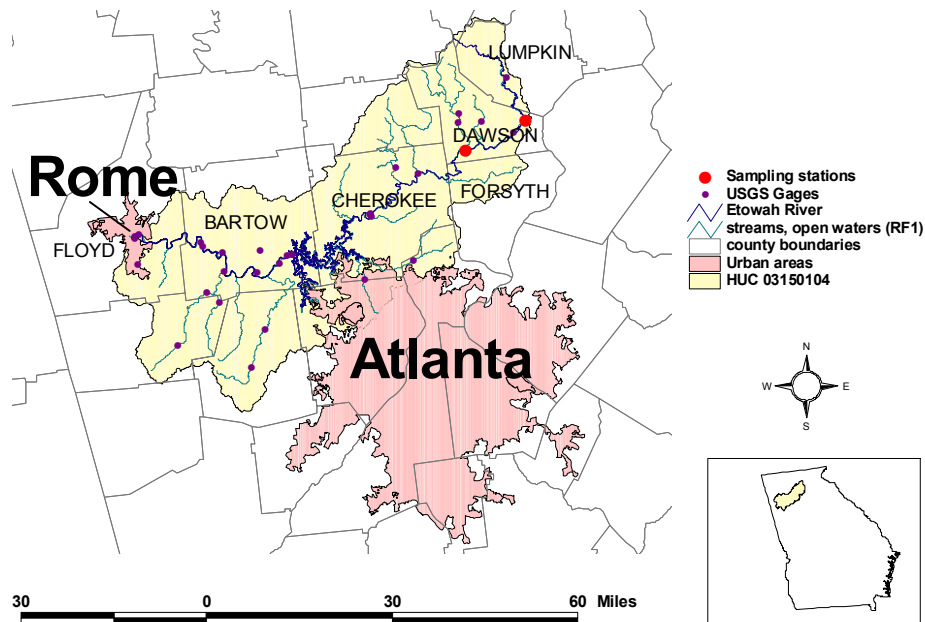 LUMPKIN
DAWSON
Rome
FORSYTH
CHEROKEE
BARTOW
FLOYD
Atlanta
Sampling stations
USGS Gages
Etowah River
streams, open waters (RF1)
county boundaries
Urban areas
HUC 03150104
N
W E
S
30 0 30 60 Miles